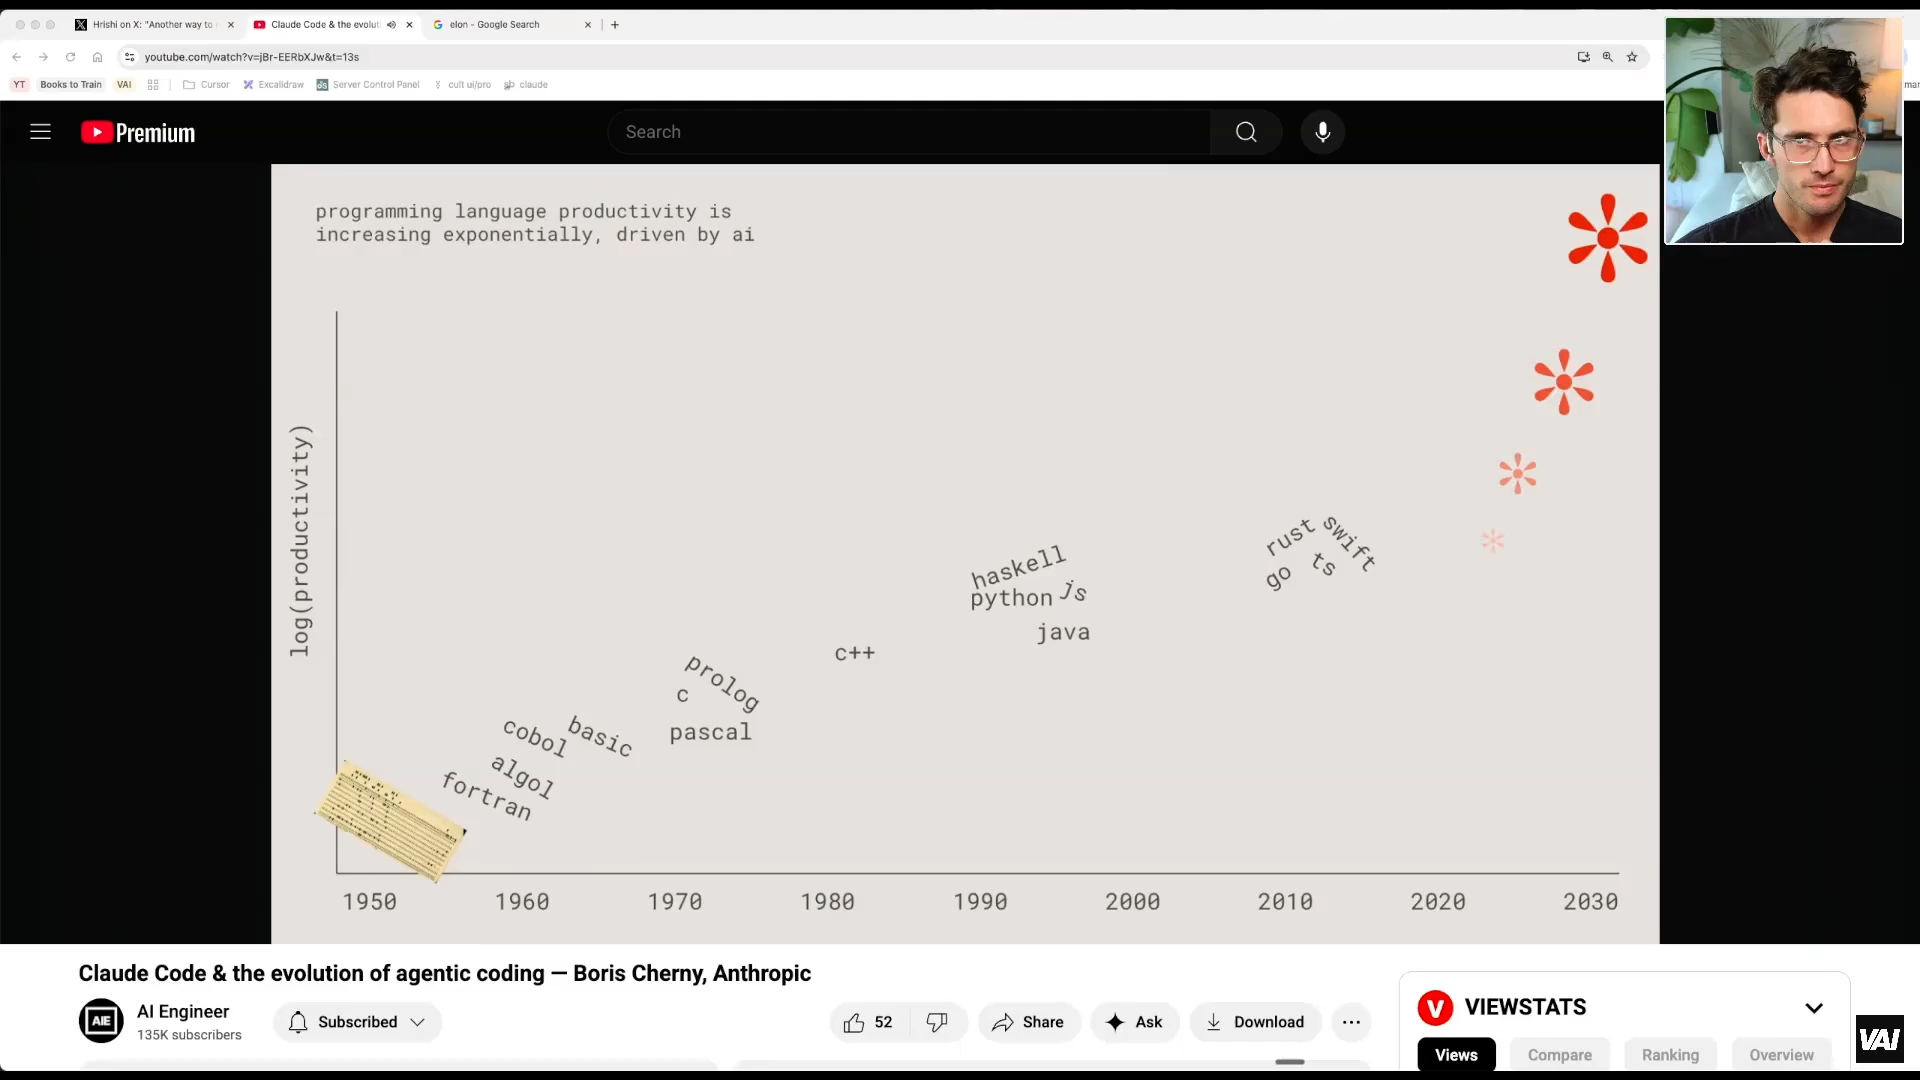 Hrishi on X: "Another way to
Claude Code & the evolut
elon - Google Search
youtube.com/watch?v=jBr-EERbXJw&t=13s
YT
Books to Train
VAI
Cursor
Excalidraw
Server Control Panel
cult ui/pro
claude
Premium
Search
programming language productivity is
increasing exponentially, driven by ai
log(productivity)
rust
swift
go
ts
haskell
python
js
java
c++
prolog
c
pascal
cobol
basic
algol
fortran
1950
1960
1970
1980
1990
2000
2010
2020
2030
Claude Code & the evolution of agentic coding — Boris Cherny, Anthropic
AIE
AI Engineer
135K subscribers
Subscribed
52
Share
Ask
Download
VIEWSTATS
Views
Compare
Ranking
Overview
VAI